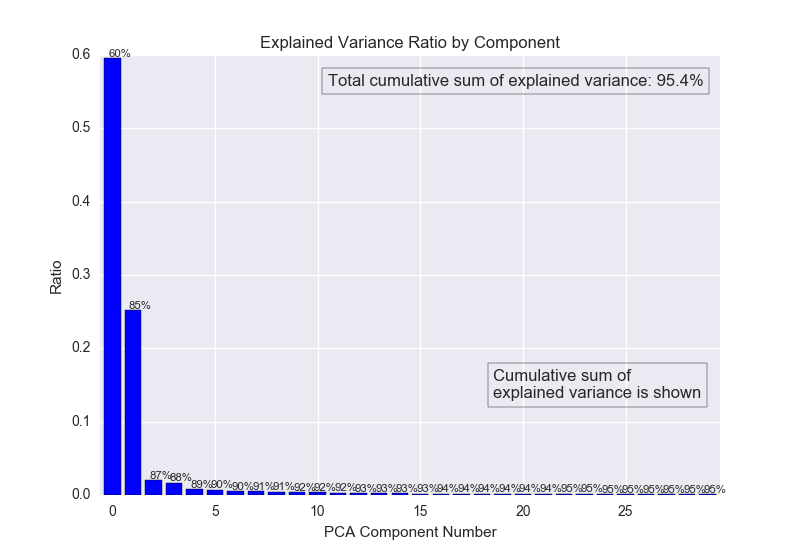 Explained Variance Ratio by Component
0.6
0.5
0.4
0.3
0.2
0.1
0.0
Ratio
Total cumulative sum of explained variance: 95.4%
Cumulative sum of
explained variance is shown
60%
85%
87% 88% 89% 90% 90% 91% 91% 92% 92% 92% 93% 93% 93% 93% 94% 94% 94% 94% 94% 94% 95% 95% 95% 95% 95% 95% 95% 95%
0 5 10 15 20 25
PCA Component Number